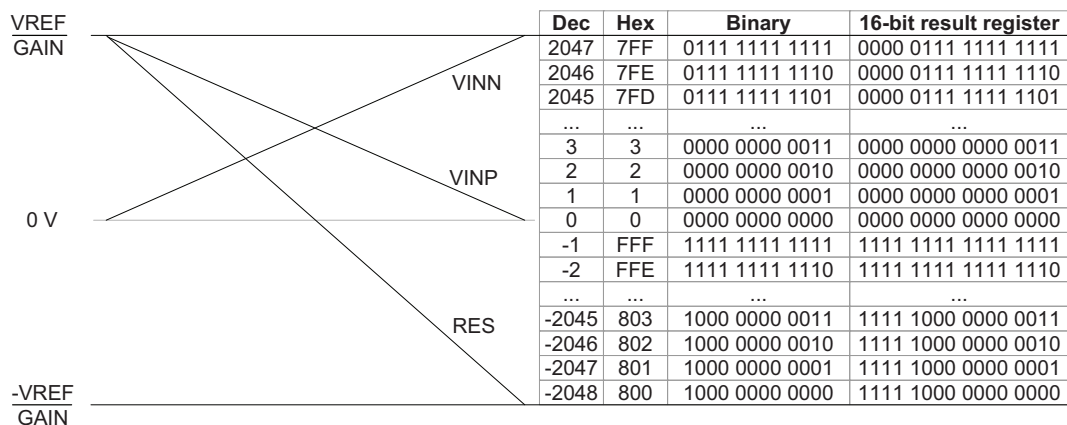 VREF
GAIN
VINN
VINP
0 V
RES
-VREF
GAIN
Dec Hex Binary 16-bit result register
2047 7FF 0111 1111 1111 0000 0111 1111 1111
2046 7FE 0111 1111 1110 0000 0111 1111 1110
2045 7FD 0111 1111 1101 0000 0111 1111 1101
... ... ... ...
3 3 0000 0000 0011 0000 0000 0000 0011
2 2 0000 0000 0010 0000 0000 0000 0010
1 1 0000 0000 0001 0000 0000 0000 0001
0 0 0000 0000 0000 0000 0000 0000 0000
-1 FFF 1111 1111 1111 1111 1111 1111 1111
-2 FFE 1111 1111 1110 1111 1111 1111 1110
... ... ... ...
-2045 803 1000 0000 0011 1111 1000 0000 0011
-2046 802 1000 0000 0010 1111 1000 0000 0010
-2047 801 1000 0000 0001 1111 1000 0000 0001
-2048 800 1000 0000 0000 1111 1000 0000 0000